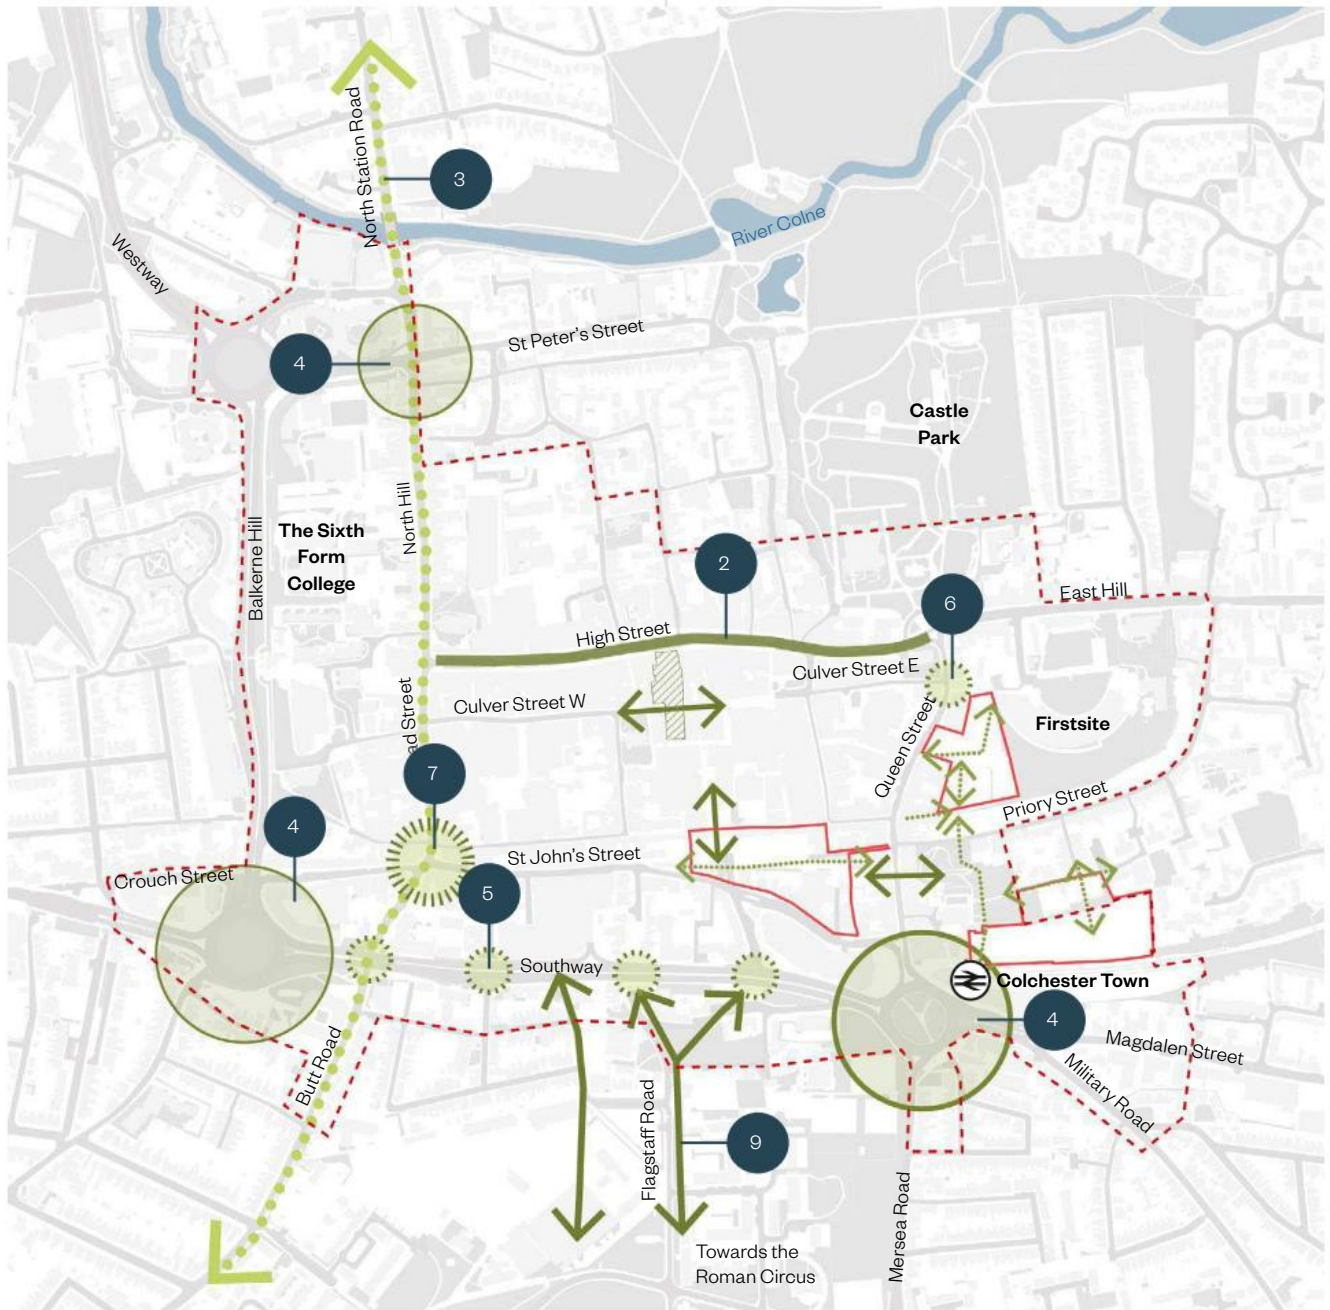 North Station Road
3
River Colne
Westway
St Peter's Street
4
Castle
Park
North Hill
The Sixth
Form
College
Balkerne Hill
2
6
East Hill
High Street
Culver Street E
Culver Street W
ad Street
Queen Street
Firstsite
7
Priory Street
4
St John's Street
Crouch Street
5
Southway
Colchester Town
4
Magdalen Street
Military Road
Butt Road
Flagstaff Road
9
Mersea Road
Towards the
Roman Circus